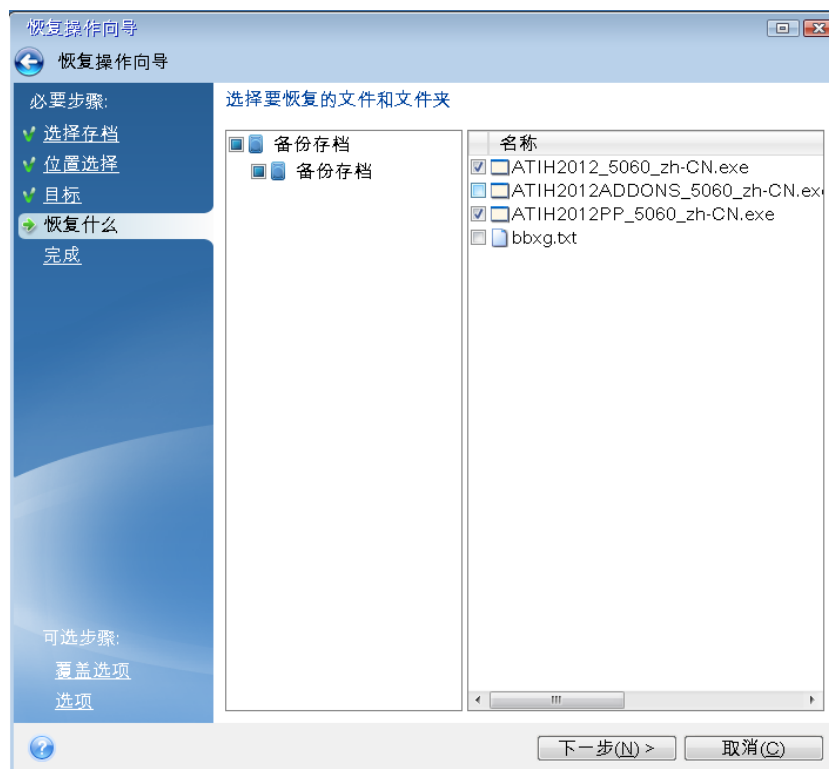 恢复操作向导
恢复操作向导
必要步骤:
选择存档
位置选择
目标
恢复什么
完成
选择要恢复的文件和文件夹
备份存档
备份存档
名称
ATIH2012_5060_zh-CN.exe
ATIH2012ADDONS_5060_zh-CN.ex
ATIH2012PP_5060_zh-CN.exe
bbxg.txt
可选步骤:
覆盖选项
选项
下一步(N) >
取消(C)